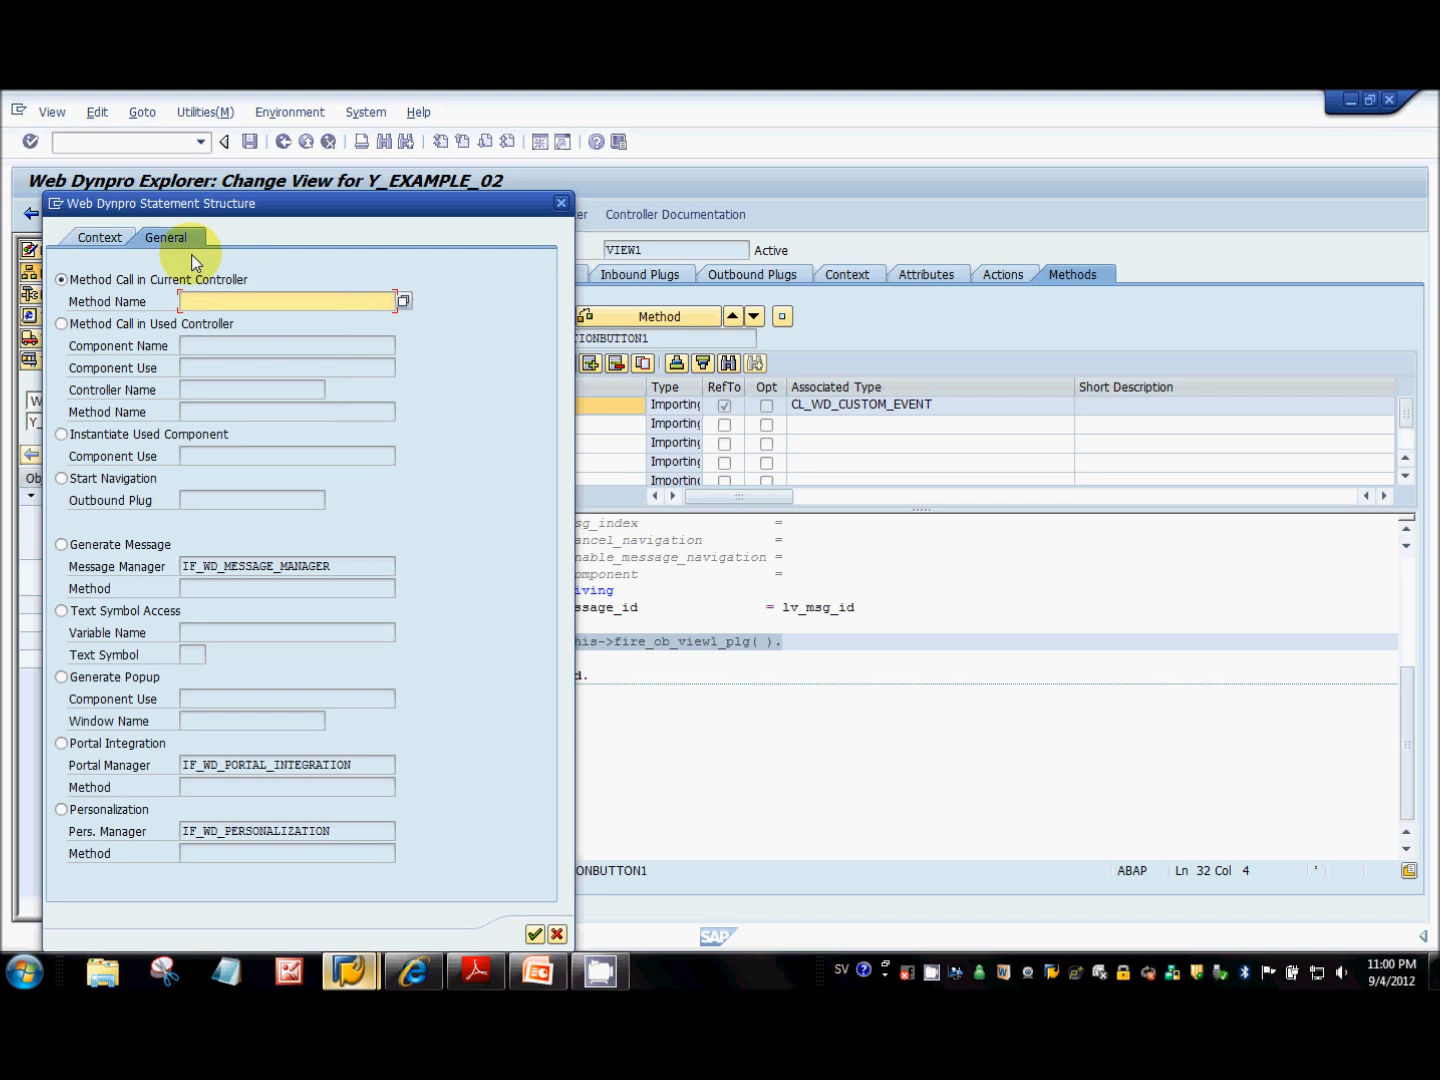 View Edit Goto Utilities(M) Environment System Help
Web Dynpro Explorer: Change View for Y_EXAMPLE_02
Web Dynpro Statement Structure
Controller Documentation
Context General
VIEW1 Active
Inbound Plugs Outbound Plugs Context Attributes Actions Methods
Method Call in Current Controller
Method Name
Method
Method Call in Used Controller
IONBUTTON1
Component Name
Component Use
Controller Name
Method Name
Type RefTo Opt Associated Type Short Description
Importing CL_WD_CUSTOM_EVENT
Importing
Importing
Importing
Importing
Instantiate Used Component
Component Use
Start Navigation
Outbound Plug
Ob
sg_index =
ancel_navigation =
nable_message_navigation =
omponent =
iving
ssage_id = lv_msg_id
his->fire_ob_view1_plg( ).
d.
Generate Message
Message Manager IF_WD_MESSAGE_MANAGER
Method
Text Symbol Access
Variable Name
Text Symbol
Generate Popup
Component Use
Window Name
Portal Integration
Portal Manager IF_WD_PORTAL_INTEGRATION
Method
Personalization
Pers. Manager IF_WD_PERSONALIZATION
Method
ONBUTTON1 ABAP Ln 32 Col 4
SAP
SV 11:00 PM
9/4/2012